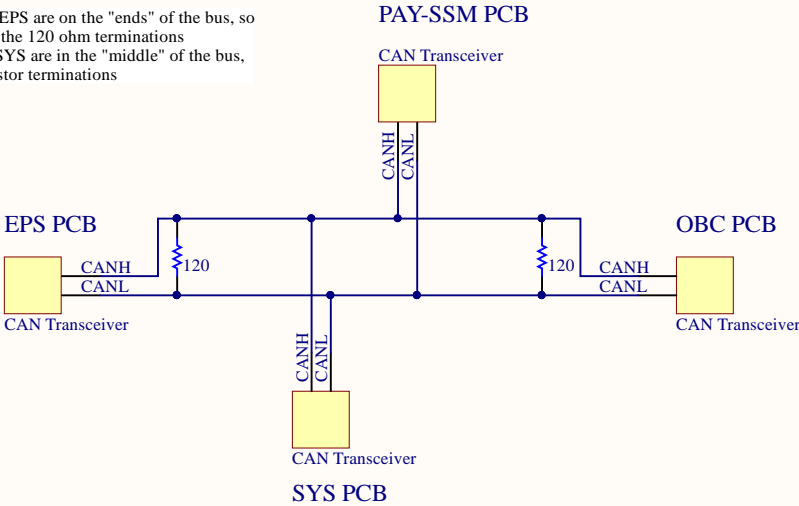 EPS are on the "ends" of the bus, so
the 120 ohm terminations
SYS are in the "middle" of the bus,
terminations
PAY-SSM PCB
CAN Transceiver
CANH
CANL
EPS PCB
CANH
CANL
CAN Transceiver
120
120
OBC PCB
CANH
CANL
CAN Transceiver
CANH
CANL
CAN Transceiver
SYS PCB